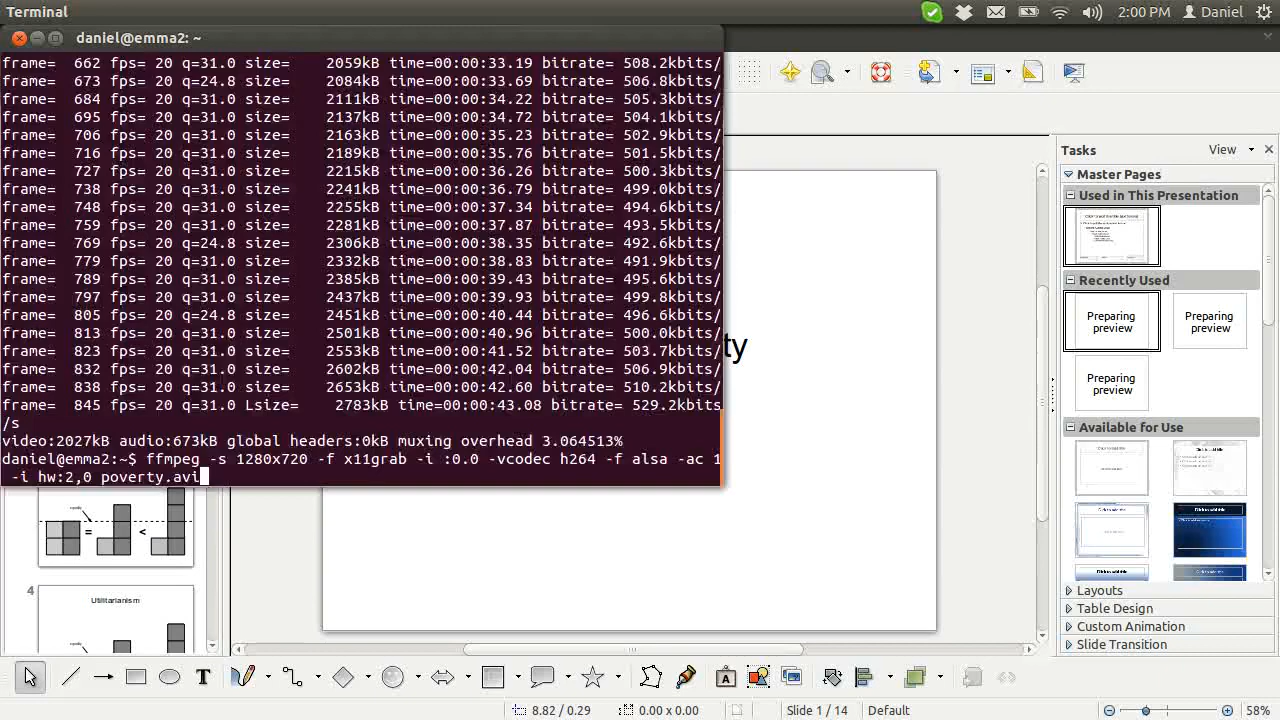 Terminal
2:00 PM
Daniel
daniel@emma2: ~
frame=  662 fps= 20 q=31.0 size=    2059kB time=00:00:33.19 bitrate= 508.2kbits/
frame=  673 fps= 20 q=24.8 size=    2084kB time=00:00:33.69 bitrate= 506.8kbits/
frame=  684 fps= 20 q=31.0 size=    2111kB time=00:00:34.22 bitrate= 505.3kbits/
frame=  695 fps= 20 q=31.0 size=    2137kB time=00:00:34.72 bitrate= 504.1kbits/
frame=  706 fps= 20 q=31.0 size=    2163kB time=00:00:35.23 bitrate= 502.9kbits/
frame=  716 fps= 20 q=31.0 size=    2189kB time=00:00:35.76 bitrate= 501.5kbits/
frame=  727 fps= 20 q=31.0 size=    2215kB time=00:00:36.26 bitrate= 500.3kbits/
frame=  738 fps= 20 q=31.0 size=    2241kB time=00:00:36.79 bitrate= 499.0kbits/
frame=  748 fps= 20 q=31.0 size=    2255kB time=00:00:37.34 bitrate= 494.6kbits/
frame=  759 fps= 20 q=31.0 size=    2281kB time=00:00:37.87 bitrate= 493.5kbits/
frame=  769 fps= 20 q=24.8 size=    2306kB time=00:00:38.35 bitrate= 492.6kbits/
frame=  779 fps= 20 q=31.0 size=    2332kB time=00:00:38.83 bitrate= 491.9kbits/
frame=  789 fps= 20 q=31.0 size=    2385kB time=00:00:39.43 bitrate= 495.6kbits/
frame=  797 fps= 20 q=31.0 size=    2437kB time=00:00:39.93 bitrate= 499.8kbits/
frame=  805 fps= 20 q=24.8 size=    2451kB time=00:00:40.44 bitrate= 496.6kbits/
frame=  813 fps= 20 q=31.0 size=    2501kB time=00:00:40.96 bitrate= 500.0kbits/
frame=  823 fps= 20 q=31.0 size=    2553kB time=00:00:41.52 bitrate= 503.7kbits/
frame=  832 fps= 20 q=31.0 size=    2602kB time=00:00:42.04 bitrate= 506.9kbits/
frame=  838 fps= 20 q=31.0 size=    2653kB time=00:00:42.60 bitrate= 510.2kbits/
frame=  845 fps= 20 q=31.0 Lsize=    2783kB time=00:00:43.08 bitrate= 529.2kbits
/s
video:2027kB audio:673kB global headers:0kB muxing overhead 3.064513%
daniel@emma2:~$ ffmpeg -s 1280x720 -f x11grab -i :0.0 -vcodec h264 -f alsa -ac 1
-i hw:2,0 poverty.avi
ty
Tasks
View
Master Pages
Used in This Presentation
Recently Used
Preparing
preview
Preparing
preview
Preparing
preview
Available for Use
Layouts
Table Design
Custom Animation
Slide Transition
=
<
4
Utilitarianism
T
A
8.82 / 0.29
0.00 x 0.00
Slide 1 / 14
Default
58%